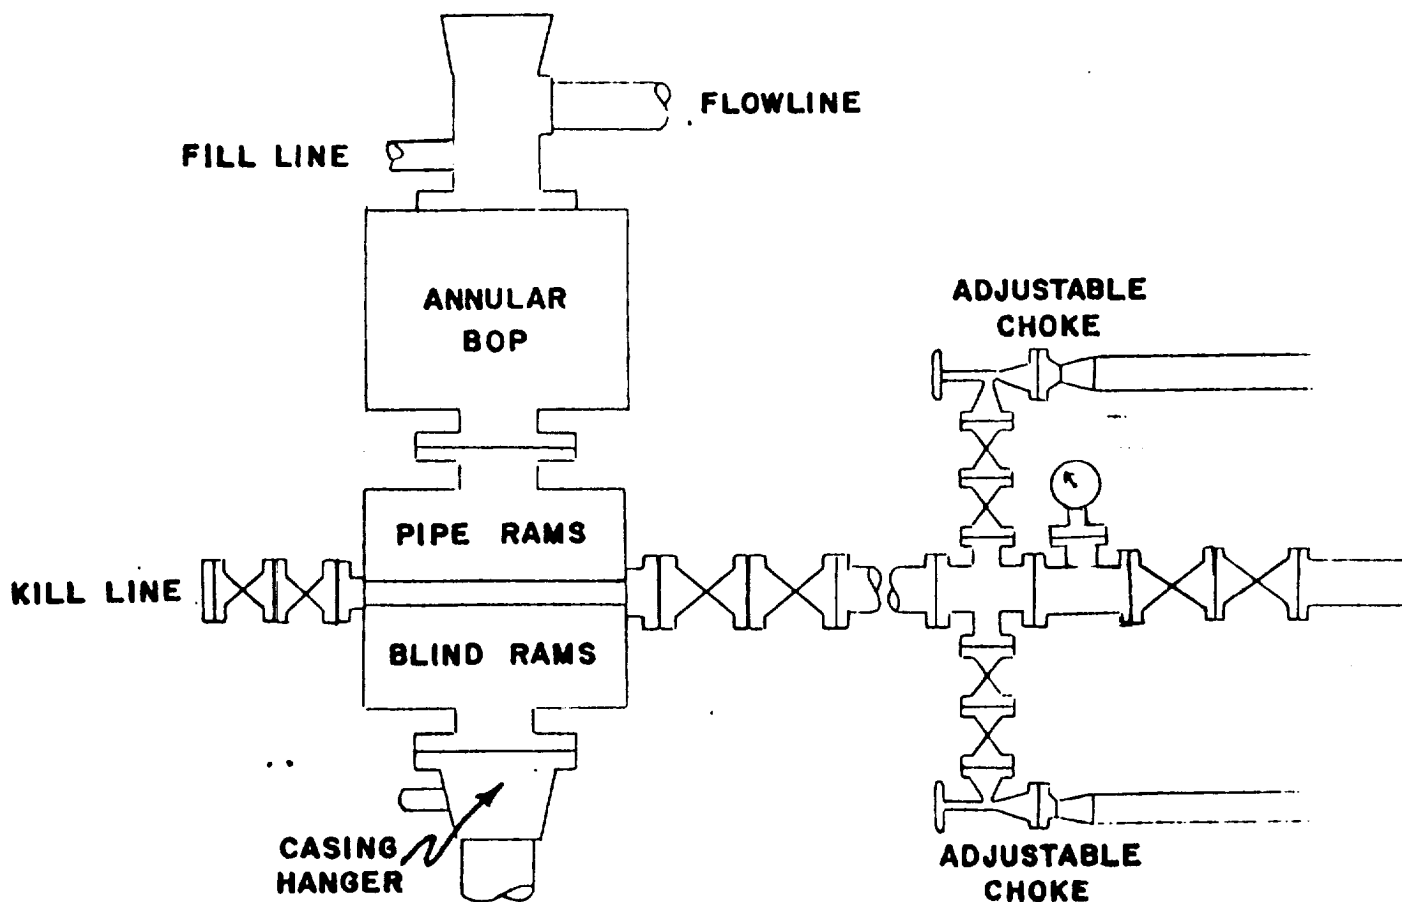 FLOWLINE
FILL LINE
ANNULAR
BOP
ADJUSTABLE
CHOKE
PIPE RAMS
KILL LINE
BLIND RAMS
CASING
HANGER
ADJUSTABLE
CHOKE